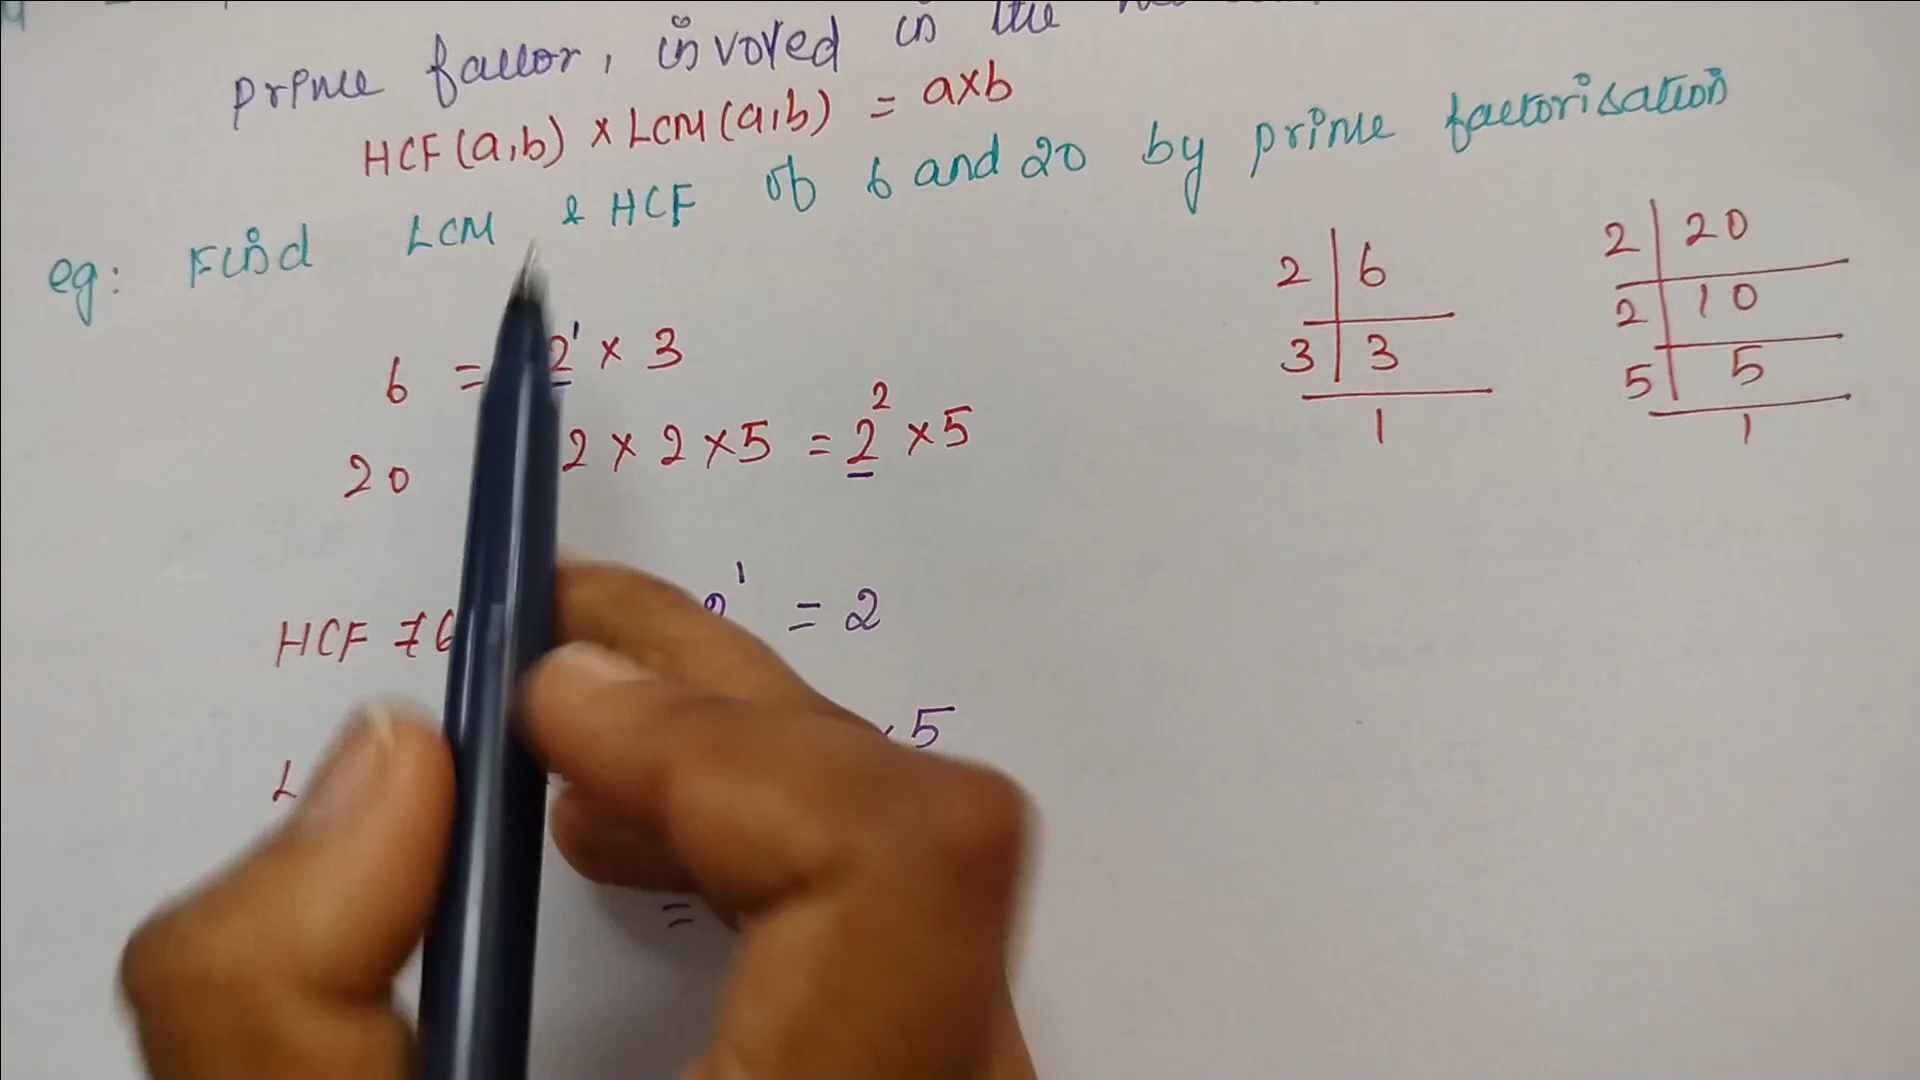 prime factor, invoved in the
HCF(a,b) × LCM(a,b) = a×b
eg: Find LCM & HCF of 6 and 20 by prime factorisation
6 = 2¹ × 3
20 2 × 2 × 5 = 2² × 5
2 | 6
3 | 3
1
2 | 20
2 | 10
5 | 5
1
HCF 2¹ = 2
L × 5
=